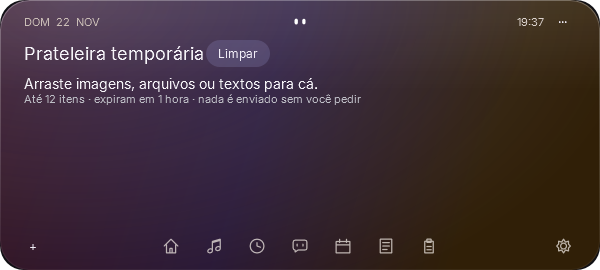 DOM 22 NOV
19:37
Prateleira temporária
Limpar
Arraste imagens, arquivos ou textos para cá.
Até 12 itens · expiram em 1 hora · nada é enviado sem você pedir